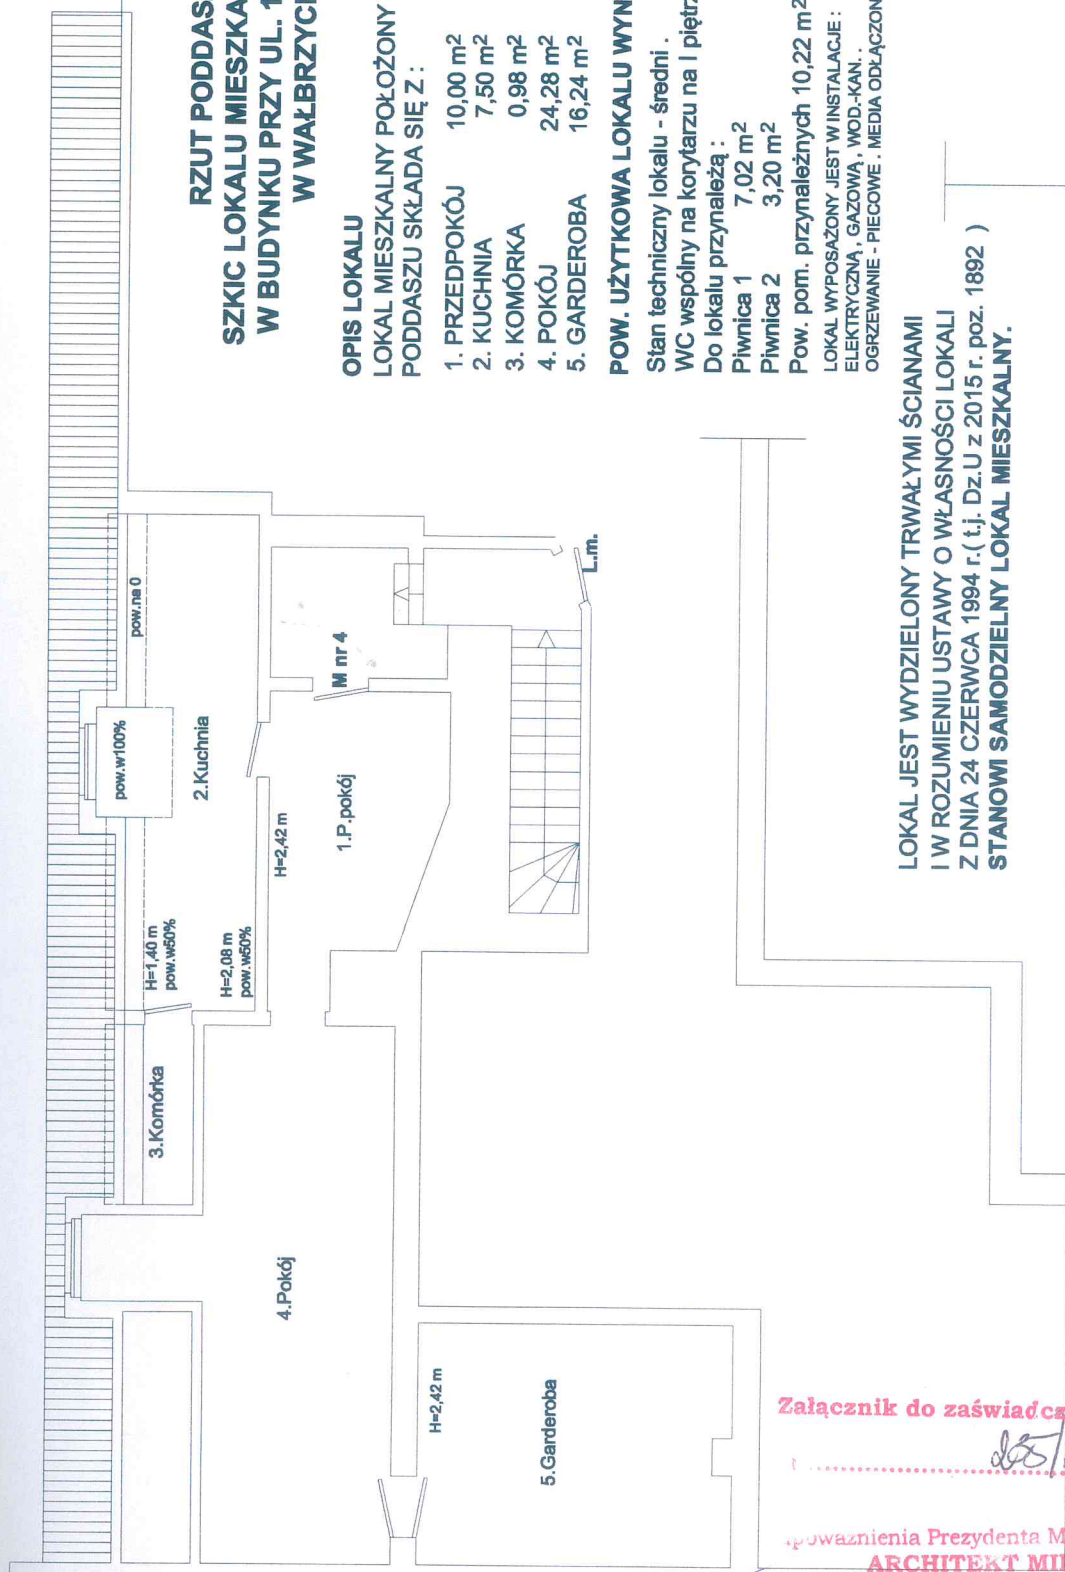 RZUT PODDAS
SZKIC LOKALU MIESZKA
W BUDYNKU PRZY UL. 1
W WAŁBRZYC
OPIS LOKALU
LOKAL MIESZKALNY POŁOŻONY
PODDASZU SKŁADA SIĘ Z :
1. PRZEDPOKÓJ 10,00 m²
2. KUCHNIA 7,50 m²
3. KOMÓRKA 0,98 m²
4. POKÓJ 24,28 m²
5. GARDEROBA 16,24 m²
POW. UŻYTKOWA LOKALU WYN
Stan techniczny lokalu - średni .
WC wspólny na korytarzu na I piętrz
Do lokalu przynależą :
Piwnica 1 7,02 m²
Piwnica 2 3,20 m²
Pow. pom. przynależnych 10,22 m²
LOKAL WYPOSAŻONY JEST W INSTALACJE :
ELEKTRYCZNĄ , GAZOWĄ , WOD.-KAN. .
OGRZEWANIE - PIECOWE . MEDIA ODŁĄCZON
LOKAL JEST WYDZIELONY TRWAŁYMI ŚCIANAMI
I W ROZUMIENIU USTAWY O WŁASNOŚCI LOKALI
Z DNIA 24 CZERWCA 1994 r.( t.j. Dz.U z 2015 r. poz. 1892 )
STANOWI SAMODZIELNY LOKAL MIESZKALNY.
pow.na 0
pow.w100%
2.Kuchnia
H=1,40 m
pow.w50%
H=2,08 m
pow.w50%
3.Komórka
M nr 4
L.m.
1.P.pokój
H=2,42 m
4.Pokój
H=2,42 m
5.Garderoba
Załącznik do zaświadcz
235/
poważnienia Prezydenta M
ARCHITEKT MI